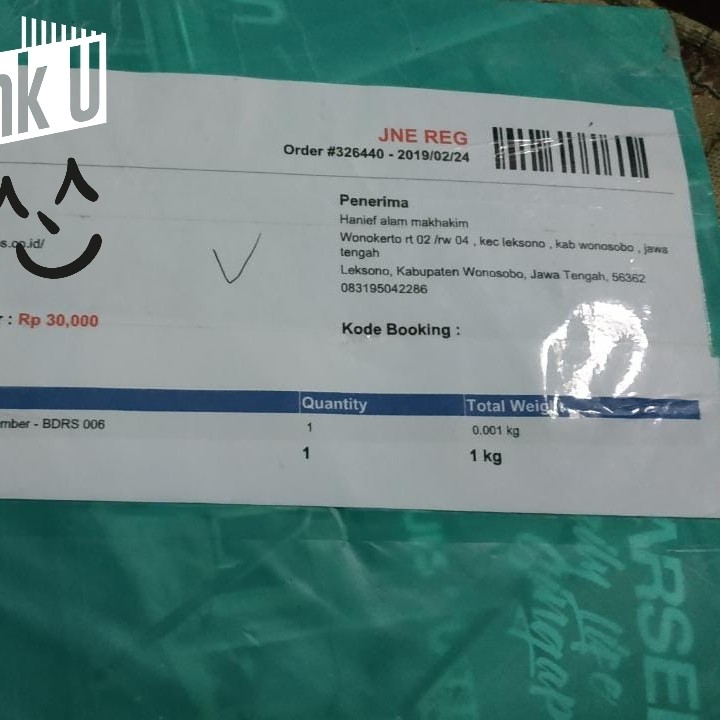 nk U
JNE REG
Order #326440 - 2019/02/24
Penerima
Hanief alam makhakim
Wonokerto rt 02 /rw 04 , kec leksono , kab wonosobo , jawa
tengah
Leksono, Kabupaten Wonosobo, Jawa Tengah, 56362
083195042286
s.co.id/
: Rp 30,000
Kode Booking :
Quantity
Total Weight
mber - BDRS 006
1
0.001 kg
1
1 kg